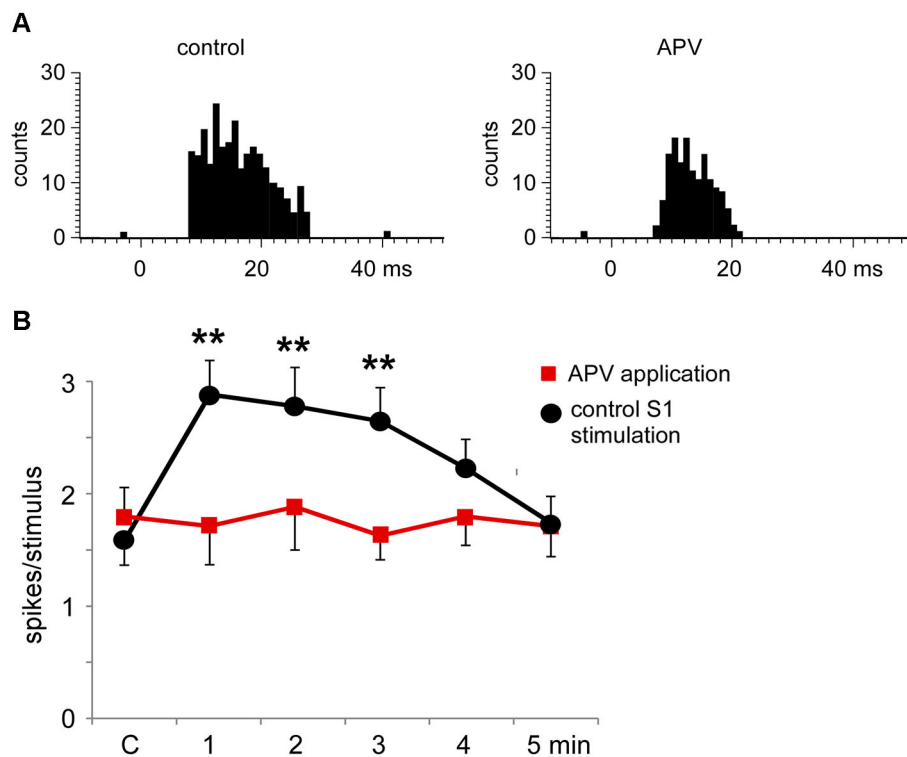 A
control
APV
30
20
10
0
counts
0 20 40 ms
30
20
10
0
counts
0 20 40 ms
B
** ** **
APV application
control S1
stimulation
3
2
1
0
spikes/stimulus
C 1 2 3 4 5 min